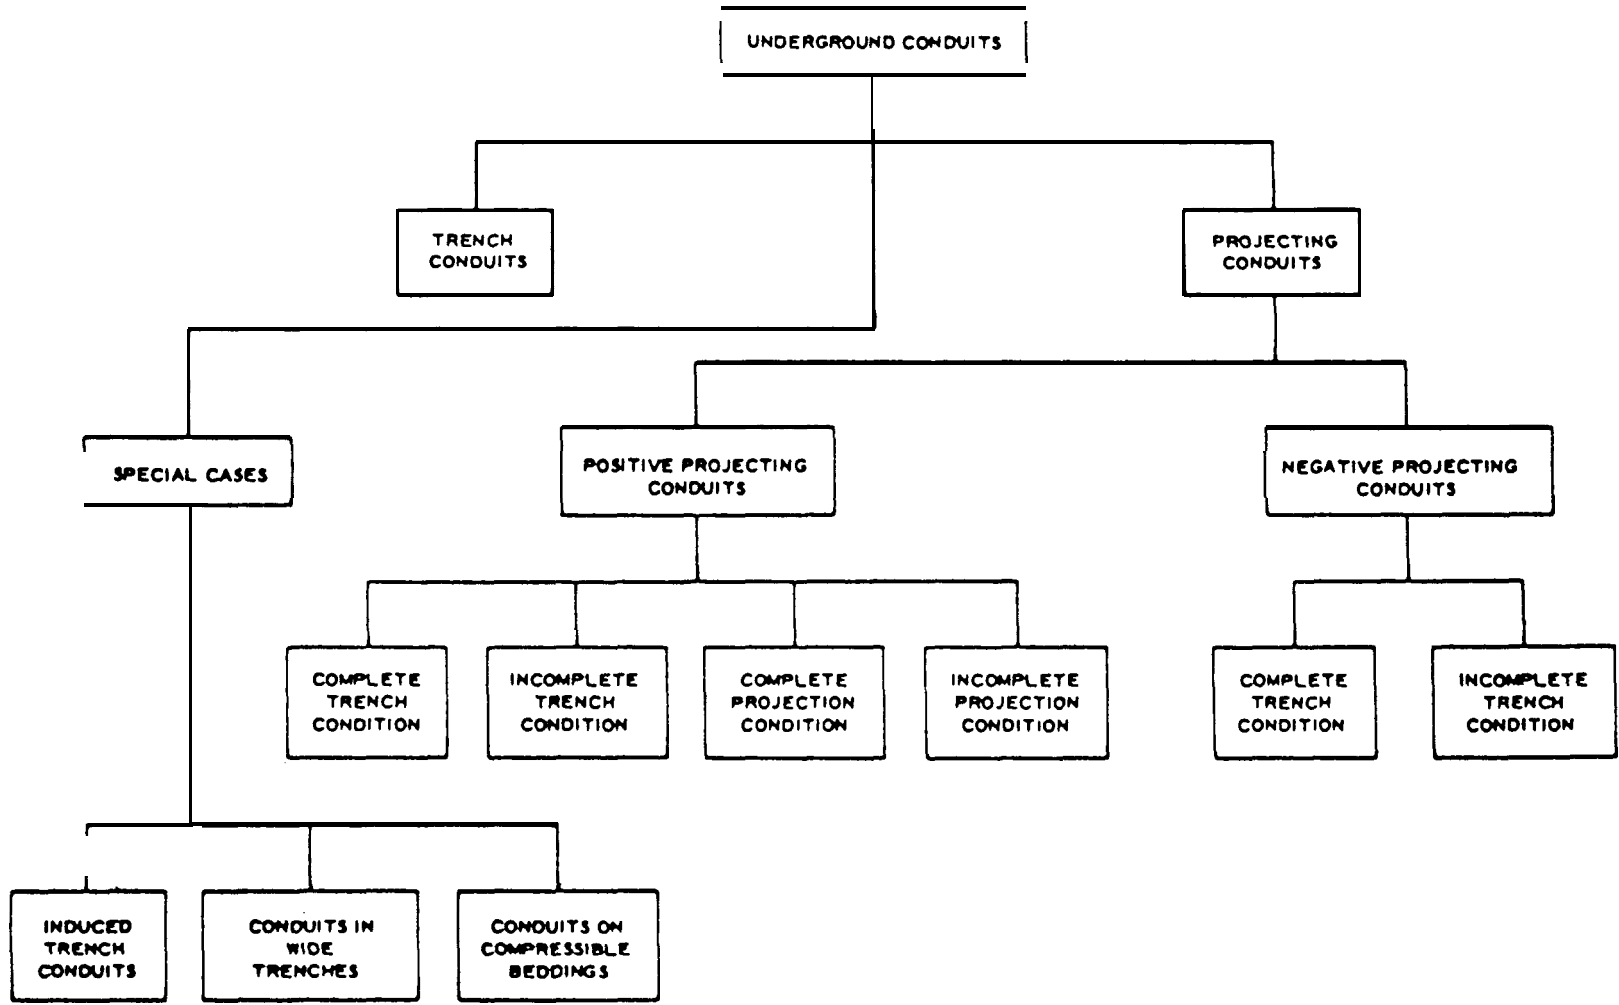 UNDERGROUND CONDUITS
TRENCH
CONDUITS
PROJECTING
CONDUITS
SPECIAL CASES
POSITIVE PROJECTING
CONDUITS
NEGATIVE PROJECTING
CONDUITS
COMPLETE
TRENCH
CONDITION
INCOMPLETE
TRENCH
CONDITION
COMPLETE
PROJECTION
CONDITION
INCOMPLETE
PROJECTION
CONDITION
COMPLETE
TRENCH
CONDITION
INCOMPLETE
TRENCH
CONDITION
INDUCED
TRENCH
CONDUITS
CONDUITS IN
WIDE
TRENCHES
CONDUITS ON
COMPRESSIBLE
BEDDINGS